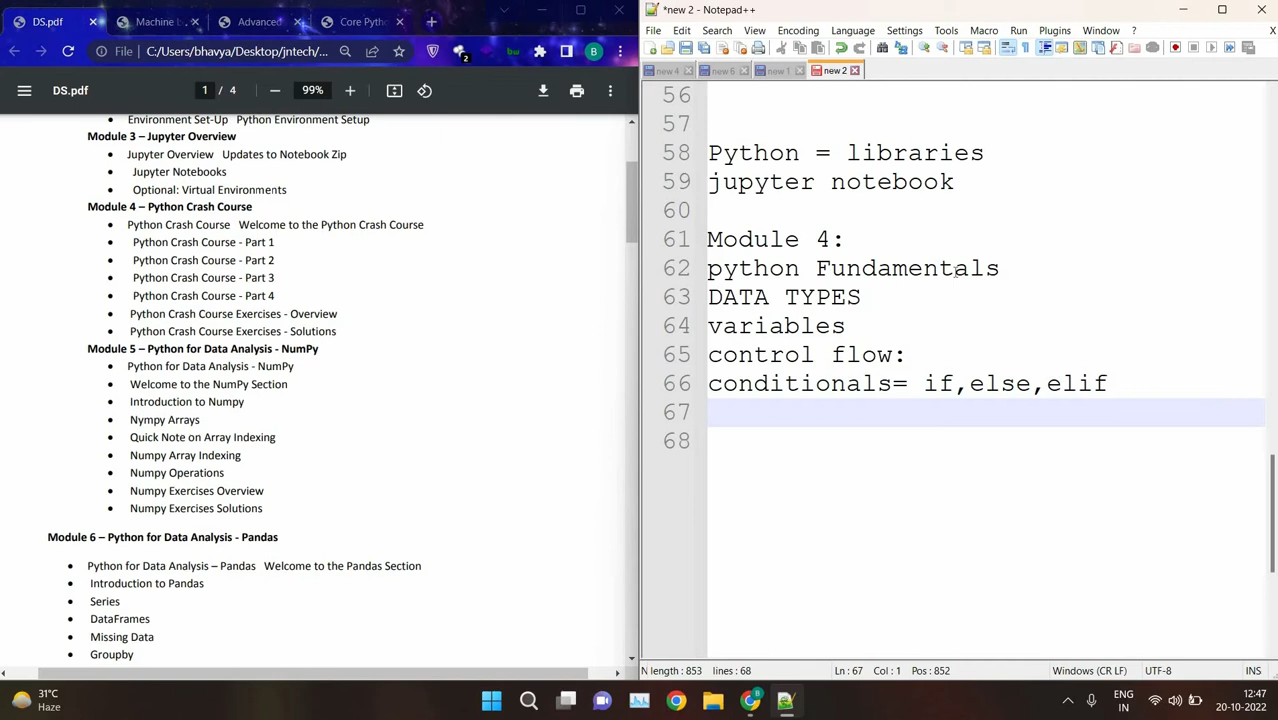 DS.pdf
Machine L
Advanced
Core Pytho
File
C:/Users/bhavya/Desktop/jntech/...
2
B
DS.pdf
1 / 4
99%
Environment Set-Up Python Environment Setup
Module 3 – Jupyter Overview
Jupyter Overview Updates to Notebook Zip
Jupyter Notebooks
Optional: Virtual Environments
Module 4 – Python Crash Course
Python Crash Course Welcome to the Python Crash Course
Python Crash Course - Part 1
Python Crash Course - Part 2
Python Crash Course - Part 3
Python Crash Course - Part 4
Python Crash Course Exercises - Overview
Python Crash Course Exercises - Solutions
Module 5 – Python for Data Analysis - NumPy
Python for Data Analysis - NumPy
Welcome to the NumPy Section
Introduction to Numpy
Nympy Arrays
Quick Note on Array Indexing
Numpy Array Indexing
Numpy Operations
Numpy Exercises Overview
Numpy Exercises Solutions
Module 6 – Python for Data Analysis - Pandas
Python for Data Analysis – Pandas Welcome to the Pandas Section
Introduction to Pandas
Series
DataFrames
Missing Data
Groupby
*new 2 - Notepad++
File Edit Search View Encoding Language Settings Tools Macro Run Plugins Window ?
new 4
new 6
new 1
new 2
56
57
58 Python = libraries
59 jupyter notebook
60
61 Module 4:
62 python Fundamentals
63 DATA TYPES
64 variables
65 control flow:
66 conditionals= if,else,elif
67
68
N length : 853 lines : 68 Ln : 67 Col : 1 Pos : 852 Windows (CR LF) UTF-8 INS
31°C
Haze
ENG
IN
12:47
20-10-2022